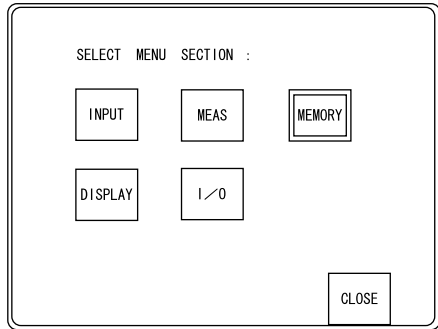 SELECT MENU SECTION :
INPUT MEAS MEMORY
DISPLAY I／O
CLOSE